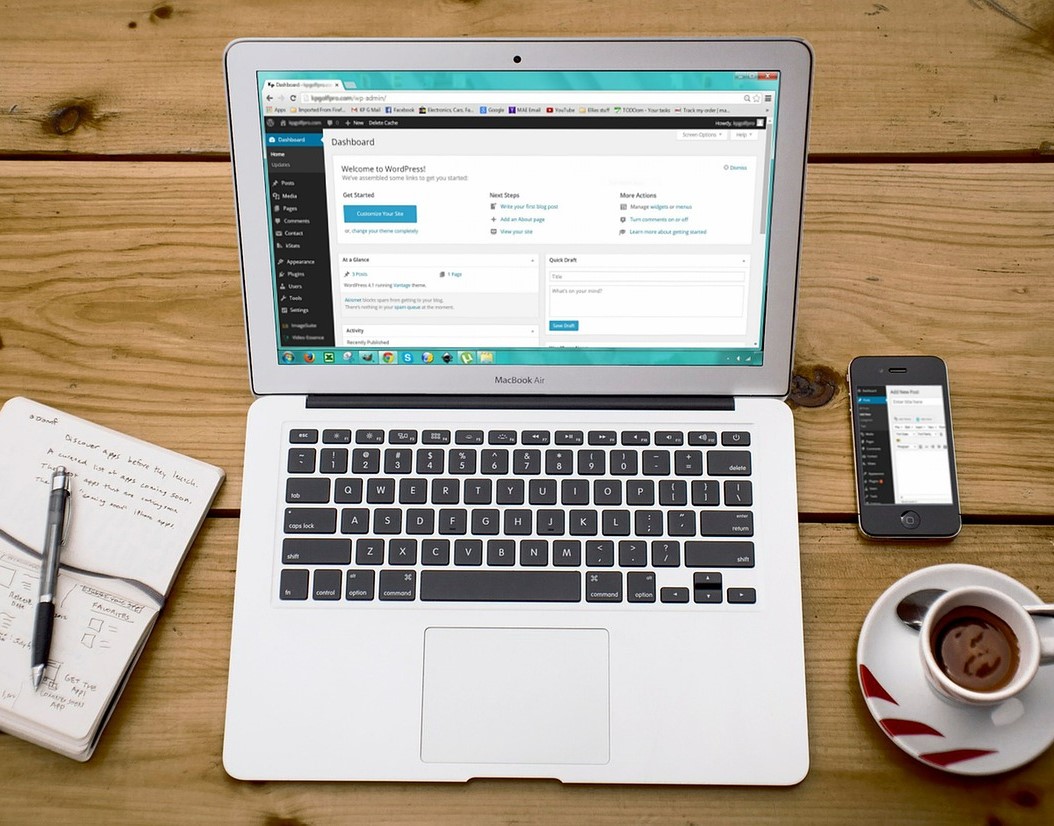 Dashboard - kpgolfpro.com
kpgolfpro.com/wp-admin/
Apps Imported From Firef... KP G Mail Facebook Electronics, Cars, Fa... Google MAE Email YouTube Elliex stuff TODOism - Your tasks Track my order | ma...
kpgolfpro.com New Delete Cache Howdy, kpgolfpro
Dashboard
Home
Updates
Posts
Media
Pages
Comments
Contact
kStats
Appearance
Plugins
Users
Tools
Settings
ImageSuite
Video Essence
Dashboard
Screen Options Help
Welcome to WordPress!
Dismiss
We've assembled some links to get you started!
Get Started
Customize Your Site
or, change your theme completely
Next Steps
Write your first blog post
Add an About page
View your site
More Actions
Manage widgets or menus
Turn comments on or off
Learn more about getting started
At a Glance
3 Posts 1 Page
WordPress 4.1 running Vantage theme.
Akismet blocks spam from getting to your blog.
There's nothing in your spam queue at the moment.
Activity
Recently Published
Quick Draft
Title
What's on your mind?
Save Draft
MacBook Air
esc F1 F2 F3 F4 F5 F6 F7 F8 F9 F10 F11 F12
~ ! @ # $ % ^ & * ( ) _ +
` 1 2 3 4 5 6 7 8 9 0 - = delete
tab Q W E R T Y U I O P { [ } ] | \
caps lock A S D F G H J K L : ; " ' enter return
shift Z X C V B N M < , > . ? / shift
fn control alt option ⌘ command ⌘ command alt option
Discover apps before they launch.
A curated list of apps coming soon.
apps that are
coming soon iPhone apps
Release
Date
FAVORITES
GET THE
App!
APP
Dashboard
Posts
Add New Post
Enter title here